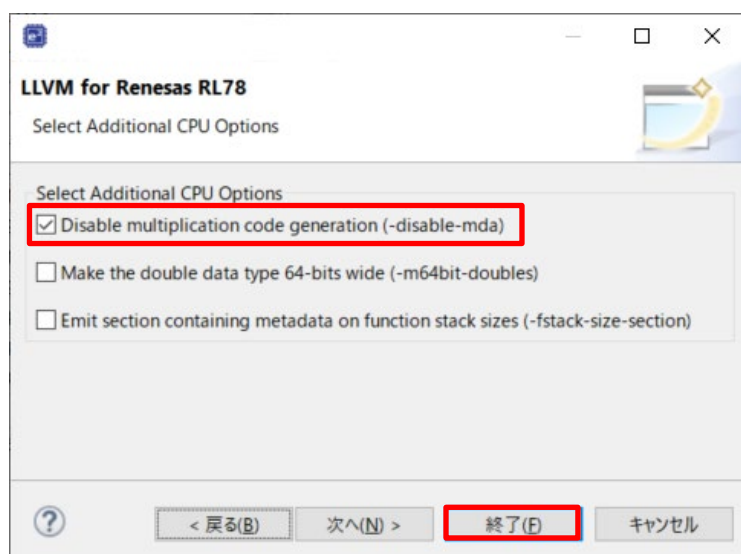 LLVM for Renesas RL78
Select Additional CPU Options
Select Additional CPU Options
Disable multiplication code generation (-disable-mda)
Make the double data type 64-bits wide (-m64bit-doubles)
Emit section containing metadata on function stack sizes (-fstack-size-section)
< 戻る(B) 次へ(N) > 終了(F) キャンセル